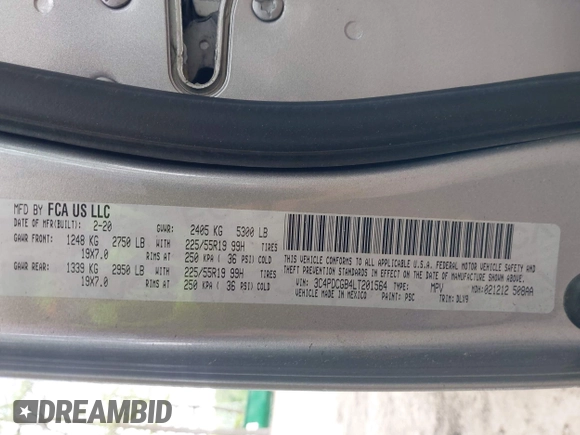 MFD BY FCA US LLC
DATE OF MFR(BUILT): 2-20 GVWR: 2405 KG 5300 LB
GAWR FRONT: 1248 KG 2750 LB WITH 225/55R19 99H TIRES
19X7.0 RIMS AT 250 KPA ( 36 PSI) COLD
GAWR REAR: 1339 KG 2950 LB WITH 225/55R19 99H TIRES
19X7.0 RIMS AT 250 KPA ( 36 PSI) COLD
THIS VEHICLE CONFORMS TO ALL APPLICABLE U.S.A. FEDERAL MOTOR VEHICLE SAFETY AND
THEFT PREVENTION STANDARDS IN EFFECT ON THE DATE OF MANUFACTURE SHOWN ABOVE.
VIN: 3C4PDCGB4LT201564 TYPE: MPV MDH: 021212 508AA
VEHICLE MADE IN MEXICO PAINT: PSC TRIM: DLV9
DREAMBID